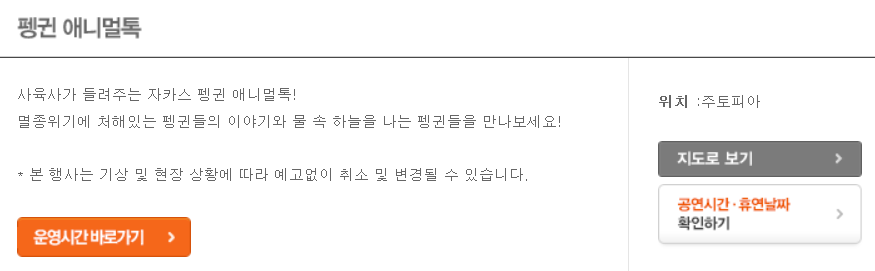 펭귄 애니멀톡
사육사가 들려주는 자카스 펭귄 애니멀톡!
멸종위기에 처해있는 펭귄들의 이야기와 물 속 하늘을 나는 펭귄들을 만나보세요!
* 본 행사는 기상 및 현장 상황에 따라 예고없이 취소 및 변경될 수 있습니다.
운영시간 바로가기
위치 :주토피아
지도로 보기
공연시간·휴연날짜
확인하기